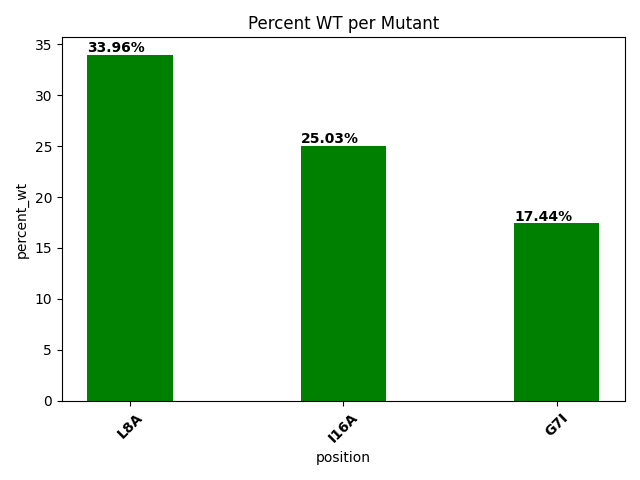 Percent WT per Mutant
percent_wt
35
30
25
20
15
10
5
0
33.96%
25.03%
17.44%
L8A
I16A
G7I
position